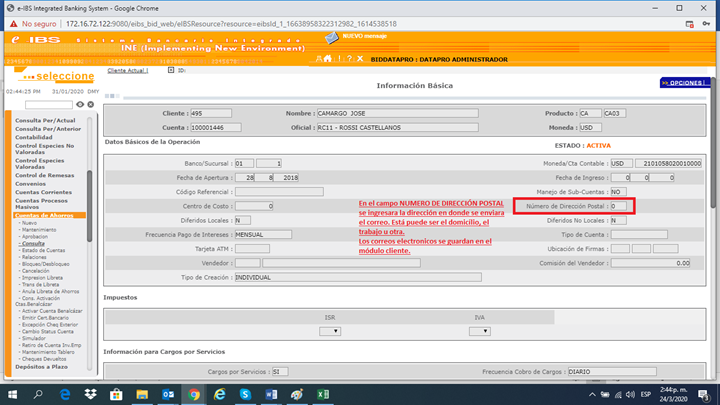 e-IBS Integrated Banking System - Google Chrome
No seguro | 172.16.72.122:9080/eibs_bid_web/eIBSResource?resource=eibsId_1_16638958322312982_1614538518
e IBS Sistema Bancario Integrado NUEVO mensaje
INE (Implementing New Environment)
BIDDATAPRO : DATAPRO ADMINISTRADOR
...seleccione Cliente Actual | ID:
Información Básica OPCIONES
02:44:25 PM 31/01/2020 DMY
Cliente : 495 Nombre : CAMARGO JOSE Producto : CA CA03
Cuenta : 100001446 Oficial : RC11 - ROSSI CASTELLANOS Moneda : USD
Datos Básicos de la Operación ESTADO : ACTIVA
Banco/Sucursal : 01 1 Moneda/Cta Contable : USD 2101058020010000
Fecha de Apertura : 28 8 2018 Fecha de Ingreso : 0 0 0
Código Referencial : Manejo de Sub-Cuentas : NO
Centro de Costo : 0 Número de Dirección Postal : 0
Diferidos Locales : N Diferidos No Locales : N
Frecuencia Pago de Intereses : MENSUAL Tipo de Cuenta :
Tarjeta ATM : Ubicación de Firmas :
Vendedor : Comisión del Vendedor : 0.00
Tipo de Creación : INDIVIDUAL
En el campo NUMERO DE DIRECCIÓN POSTAL
se ingresara la dirección en donde se enviara
el correo. Está puede ser el domicilio, el
trabajo u otra.
Los correos electronicos se guardan en el
módulo cliente.
Impuestos
ISR IVA
Información para Cargos por Servicios
Cargos por Servicios : SI Frecuencia Cobro de Cargos : DIARIO
Consulta Per/Actual
Consulta Per/Anterior
Contabilidad
Control Especies No
Valoradas
Control Especies
Valoradas
Control de Remesas
Convenios
Cuentas Corrientes
Cuentas Procesos
Masivos
Cuentas de Ahorros
- Nuevo
- Mantenimiento
- Aprobacion
- Consulta
- Estado de Cuentas
- Relaciones
- Bloqueo/Desbloqueo
- Cancelación
- Impresion Libreta
- Trans de Libreta
- Anula Libreta de Ahorros
- Cons. Activación
Ctas.Benalcázar
- Activar Cuenta Benalcázar
- Emitir Cert.Bancario
- Excepción Chq Exterior
- Cambio Status Cuenta
- Simulador
- Retiro de Cuenta Inv.Emp
- Mantenimiento Tablero
- Cheques Devueltos
Depósitos a Plazo
ESP
2:44p. m.
24/3/2020